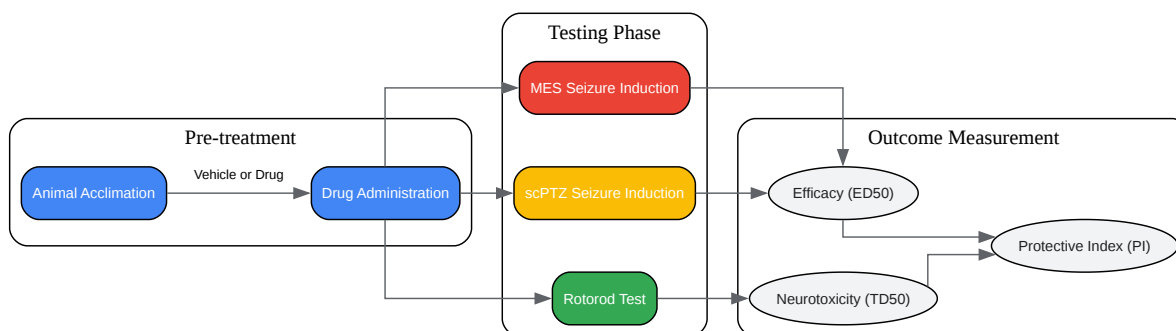 Testing Phase
MES Seizure Induction
Pre-treatment
Outcome Measurement
Animal Acclimation
Vehicle or Drug
Drug Administration
scPTZ Seizure Induction
Efficacy (ED50)
Protective Index (PI)
Rotorod Test
Neurotoxicity (TD50)